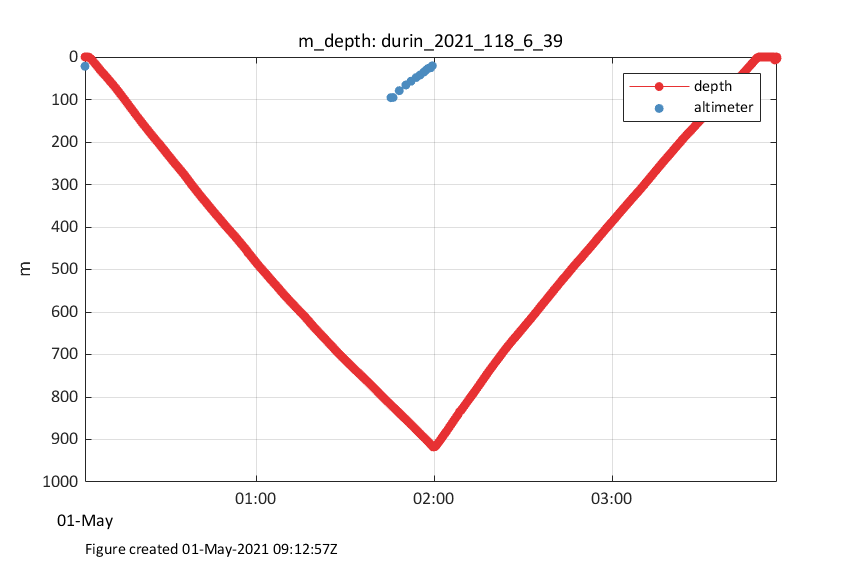 m_depth: durin_2021_118_6_39
0
100
200
300
400
500
600
700
800
900
1000
m
depth
altimeter
01:00
02:00
03:00
01-May
Figure created 01-May-2021 09:12:57Z